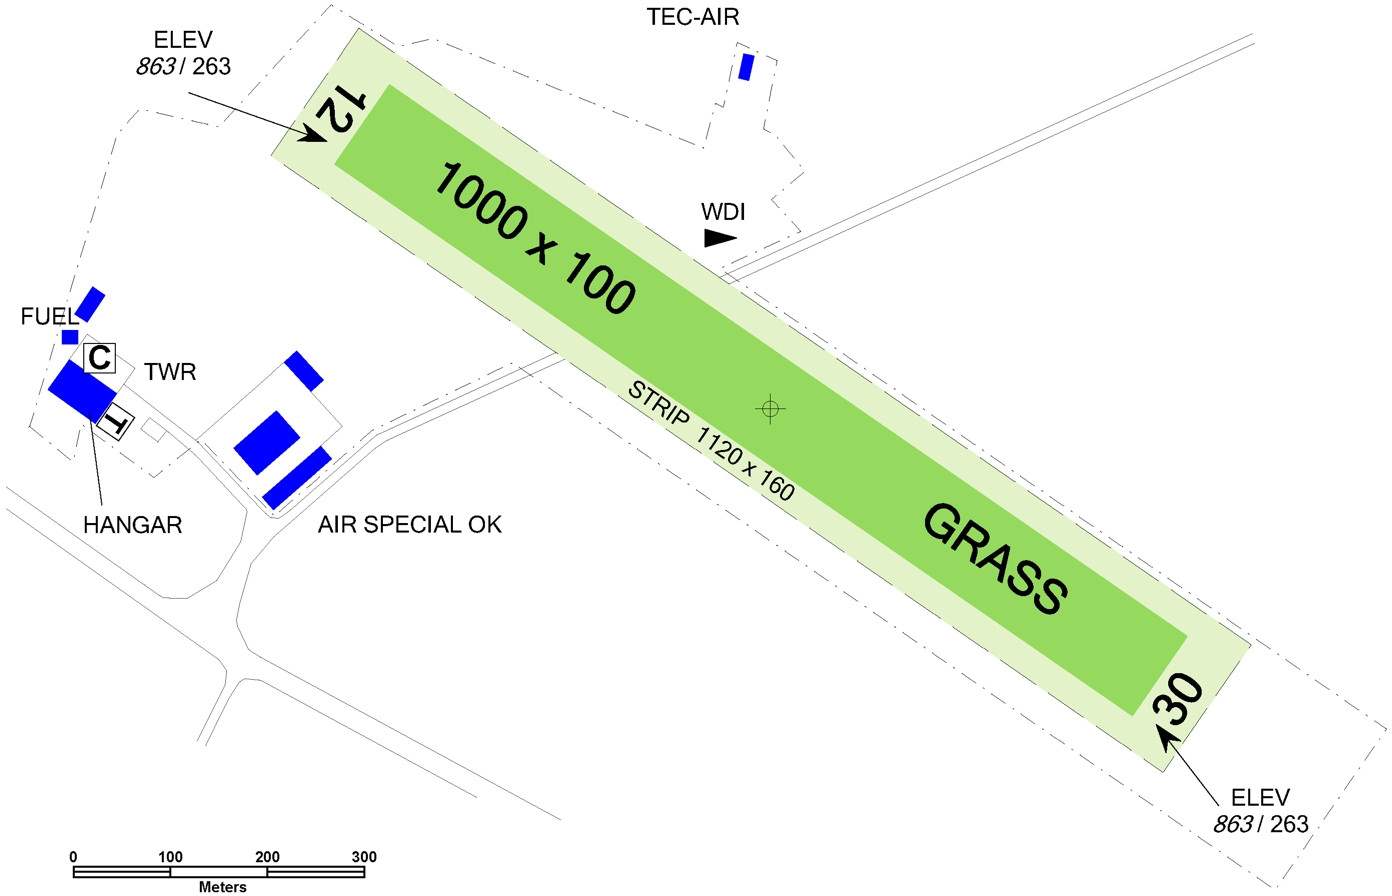 TEC-AIR
ELEV
863 / 263
12
1000 x 100
WDI
FUEL
C
TWR
T
STRIP 1120 x 160
HANGAR
AIR SPECIAL OK
GRASS
30
ELEV
863 / 263
0 100 200 300
Meters